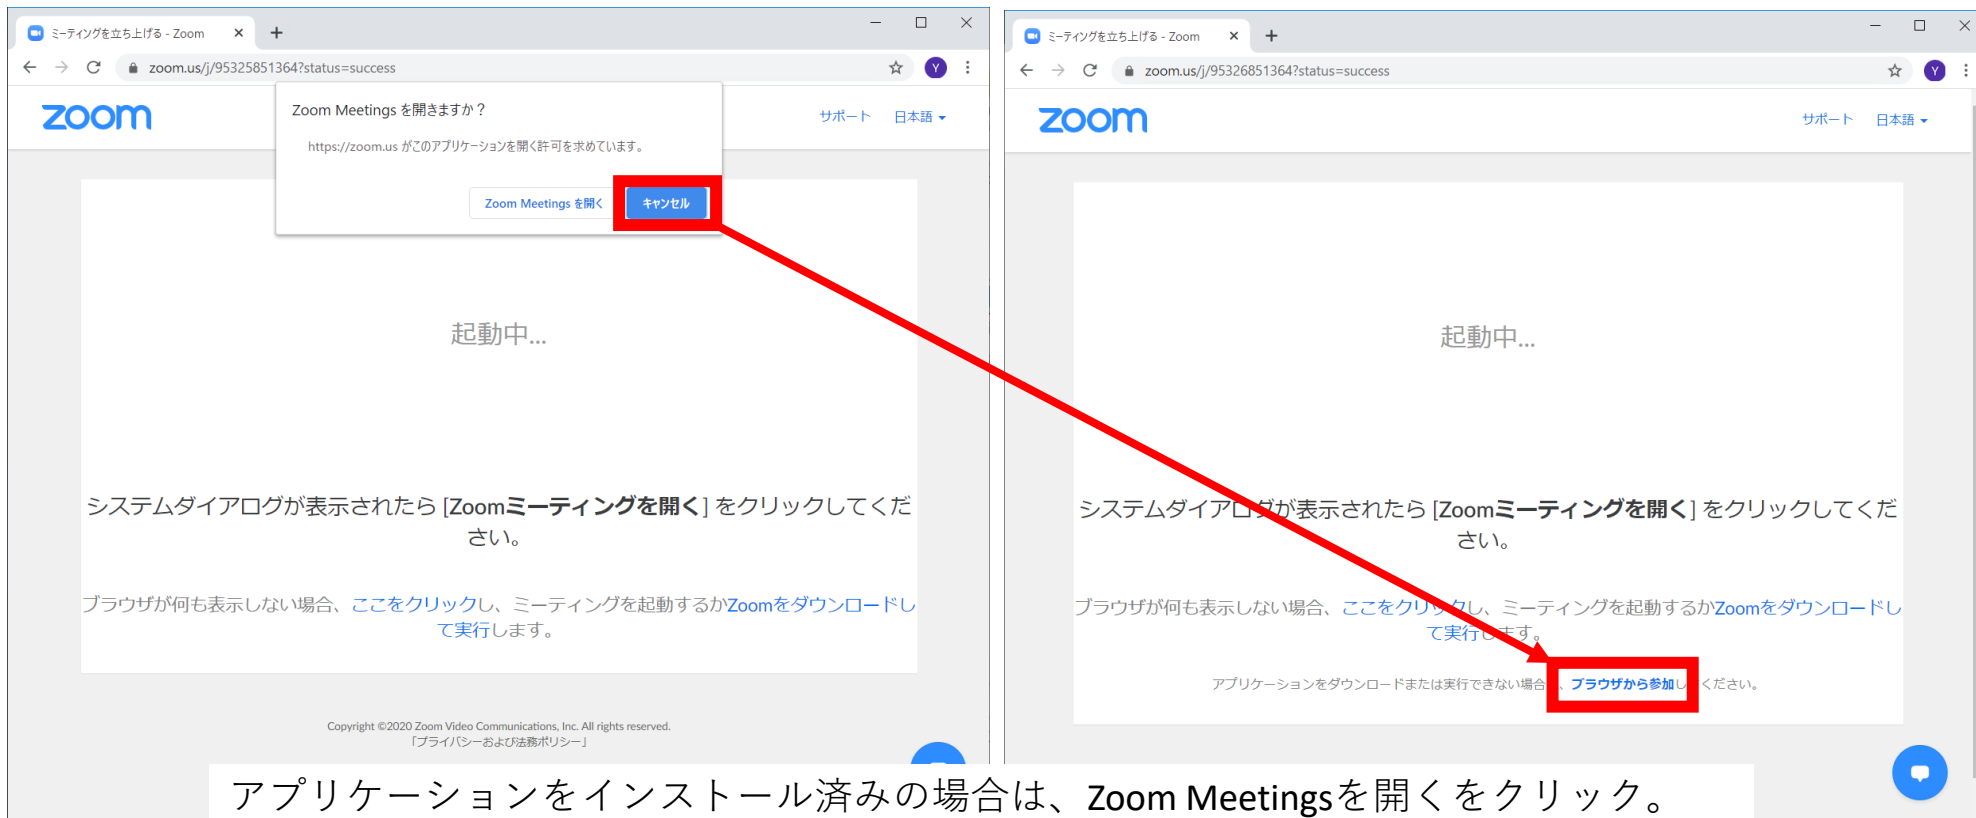 ミーティングを立ち上げる - Zoom
zoom.us/j/95325851364?status=success
Y
zoom
サポート 日本語
Zoom Meetings を開きますか？
https://zoom.us がこのアプリケーションを開く許可を求めています。
Zoom Meetings を開く キャンセル
起動中...
システムダイアログが表示されたら [Zoomミーティングを開く] をクリックしてくだ
さい。
ブラウザが何も表示しない場合、ここをクリックし、ミーティングを起動するかZoomをダウンロードし
て実行します。
Copyright ©2020 Zoom Video Communications, Inc. All rights reserved.
「プライバシーおよび法務ポリシー」
ミーティングを立ち上げる - Zoom
zoom.us/j/95326851364?status=success
Y
zoom
サポート 日本語
起動中...
システムダイアログが表示されたら [Zoomミーティングを開く] をクリックしてくだ
さい。
ブラウザが何も表示しない場合、ここをクリックし、ミーティングを起動するかZoomをダウンロードし
て実行します。
アプリケーションをダウンロードまたは実行できない場合、ブラウザから参加してください。
アプリケーションをインストール済みの場合は、Zoom Meetingsを開くをクリック。